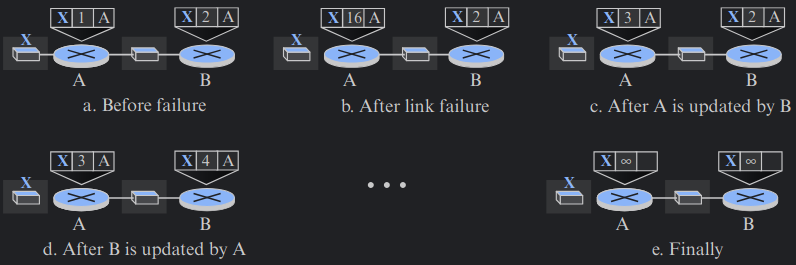 X 1 A
X 2 A
X
A
B
a. Before failure
X 16 A
X 2 A
X
A
B
b. After link failure
X 3 A
X 2 A
X
A
B
c. After A is updated by B
X 3 A
X 4 A
X
A
B
d. After B is updated by A
• • •
X ∞
X ∞
X
A
B
e. Finally